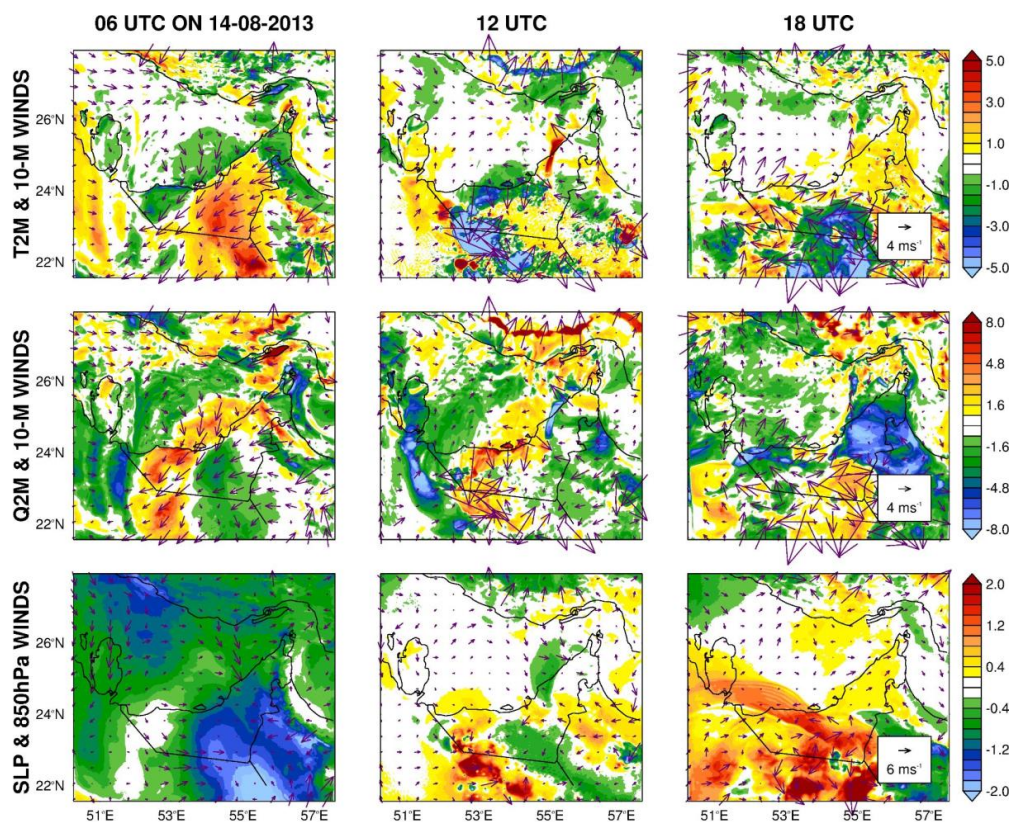 06 UTC ON 14-08-2013 12 UTC 18 UTC
T2M & 10-M WINDS
26°N
24°N
22°N
5.0
3.0
1.0
-1.0
-3.0
-5.0
4 ms⁻¹
Q2M & 10-M WINDS
26°N
24°N
22°N
8.0
4.8
1.6
-1.6
-4.8
-8.0
4 ms⁻¹
SLP & 850hPa WINDS
26°N
24°N
22°N
2.0
1.2
0.4
-0.4
-1.2
-2.0
6 ms⁻¹
51°E 53°E 55°E 57°E 51°E 53°E 55°E 57°E 51°E 53°E 55°E 57°E